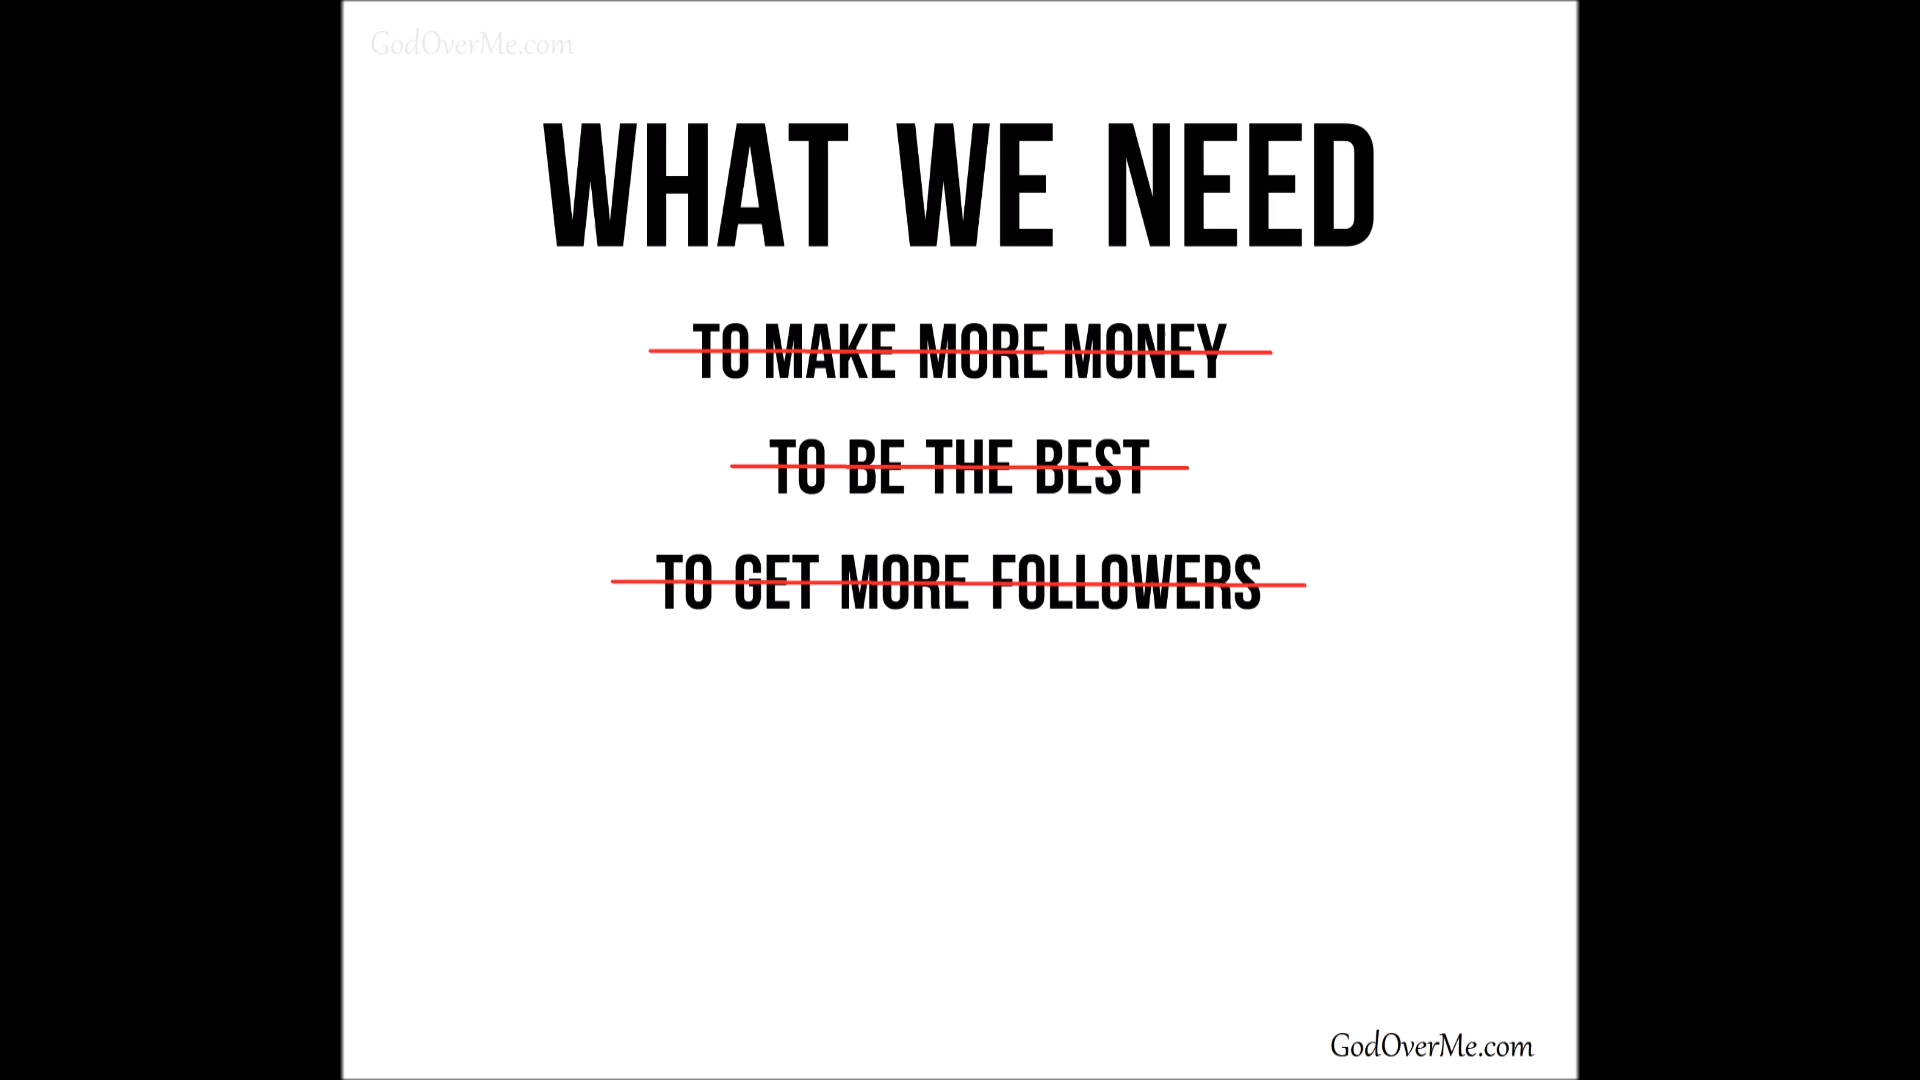 GodOverMe.com
WHAT WE NEED
TO MAKE MORE MONEY
TO BE THE BEST
TO GET MORE FOLLOWERS
GodOverMe.com